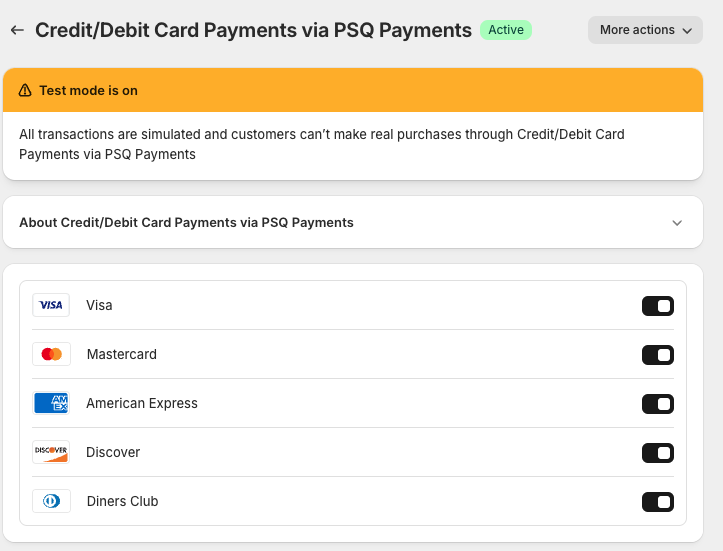 Credit/Debit Card Payments via PSQ Payments Active More actions
Test mode is on
All transactions are simulated and customers can’t make real purchases through Credit/Debit Card
Payments via PSQ Payments
About Credit/Debit Card Payments via PSQ Payments
VISA Visa
Mastercard
AM
EX American Express
DISCOVER Discover
Diners Club